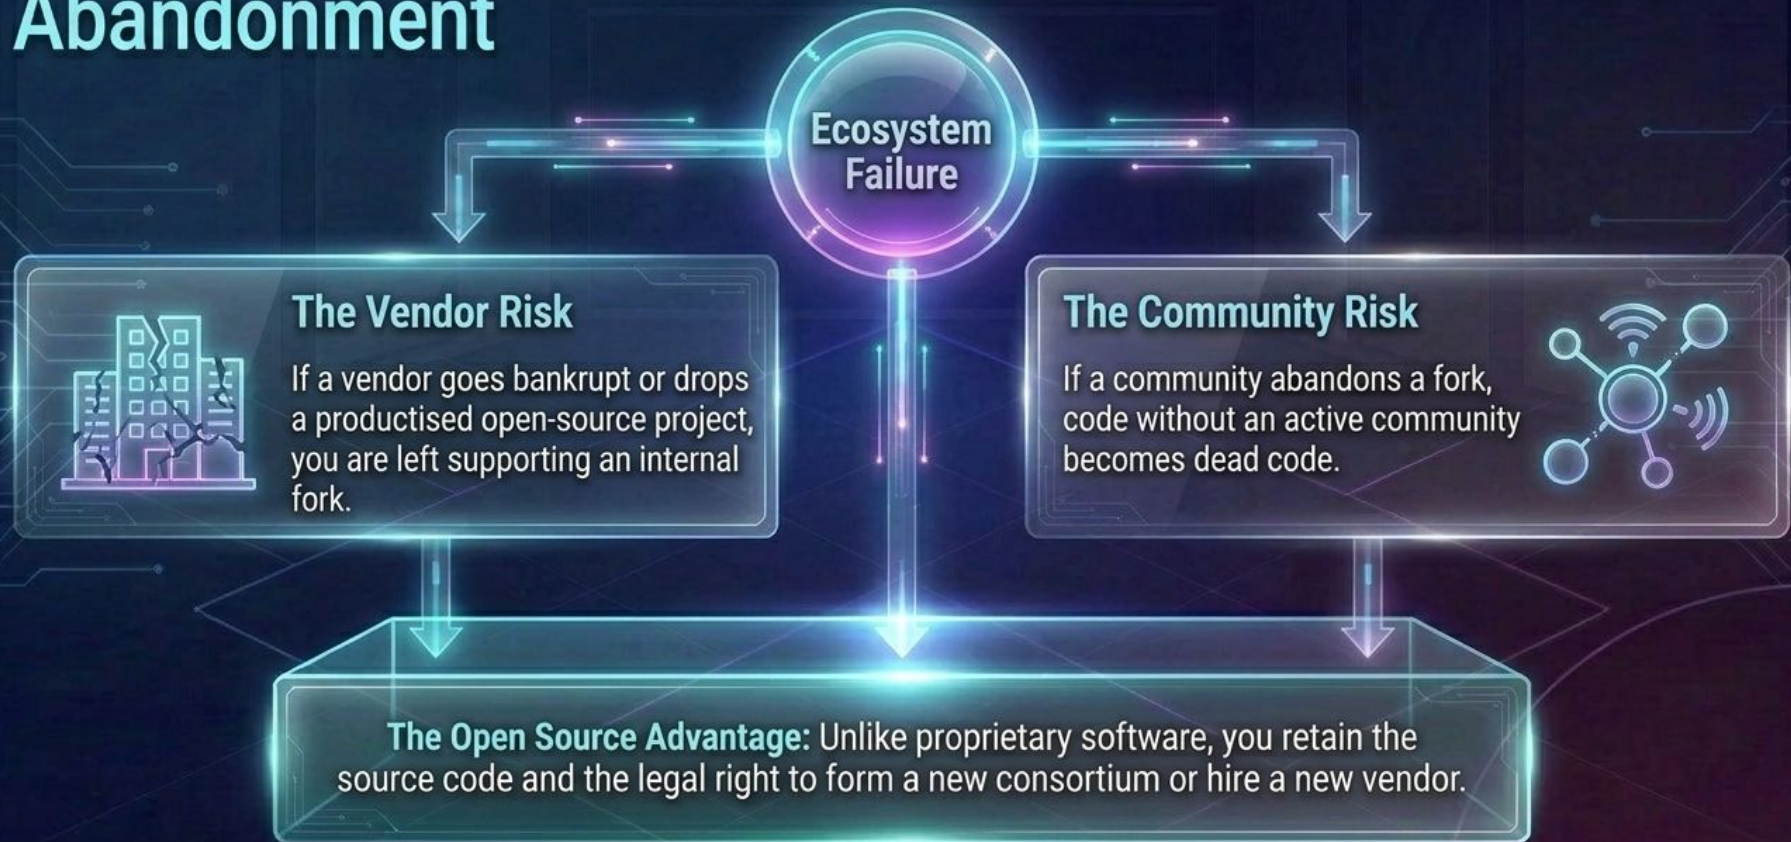 Abandonment
Ecosystem
Failure
The Vendor Risk
If a vendor goes bankrupt or drops
a productised open-source project,
you are left supporting an internal
fork.
The Community Risk
If a community abandons a fork,
code without an active community
becomes dead code.
The Open Source Advantage: Unlike proprietary software, you retain the
source code and the legal right to form a new consortium or hire a new vendor.